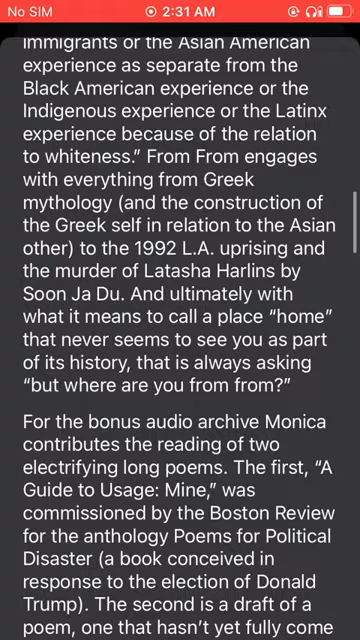 No SIM 2:31 AM
immigrants or the Asian American
experience as separate from the
Black American experience or the
Indigenous experience or the Latinx
experience because of the relation
to whiteness.” From From engages
with everything from Greek
mythology (and the construction of
the Greek self in relation to the Asian
other) to the 1992 L.A. uprising and
the murder of Latasha Harlins by
Soon Ja Du. And ultimately with
what it means to call a place “home”
that never seems to see you as part
of its history, that is always asking
“but where are you from from?”
For the bonus audio archive Monica
contributes the reading of two
electrifying long poems. The first, “A
Guide to Usage: Mine,” was
commissioned by the Boston Review
for the anthology Poems for Political
Disaster (a book conceived in
response to the election of Donald
Trump). The second is a draft of a
poem, one that hasn’t yet fully come